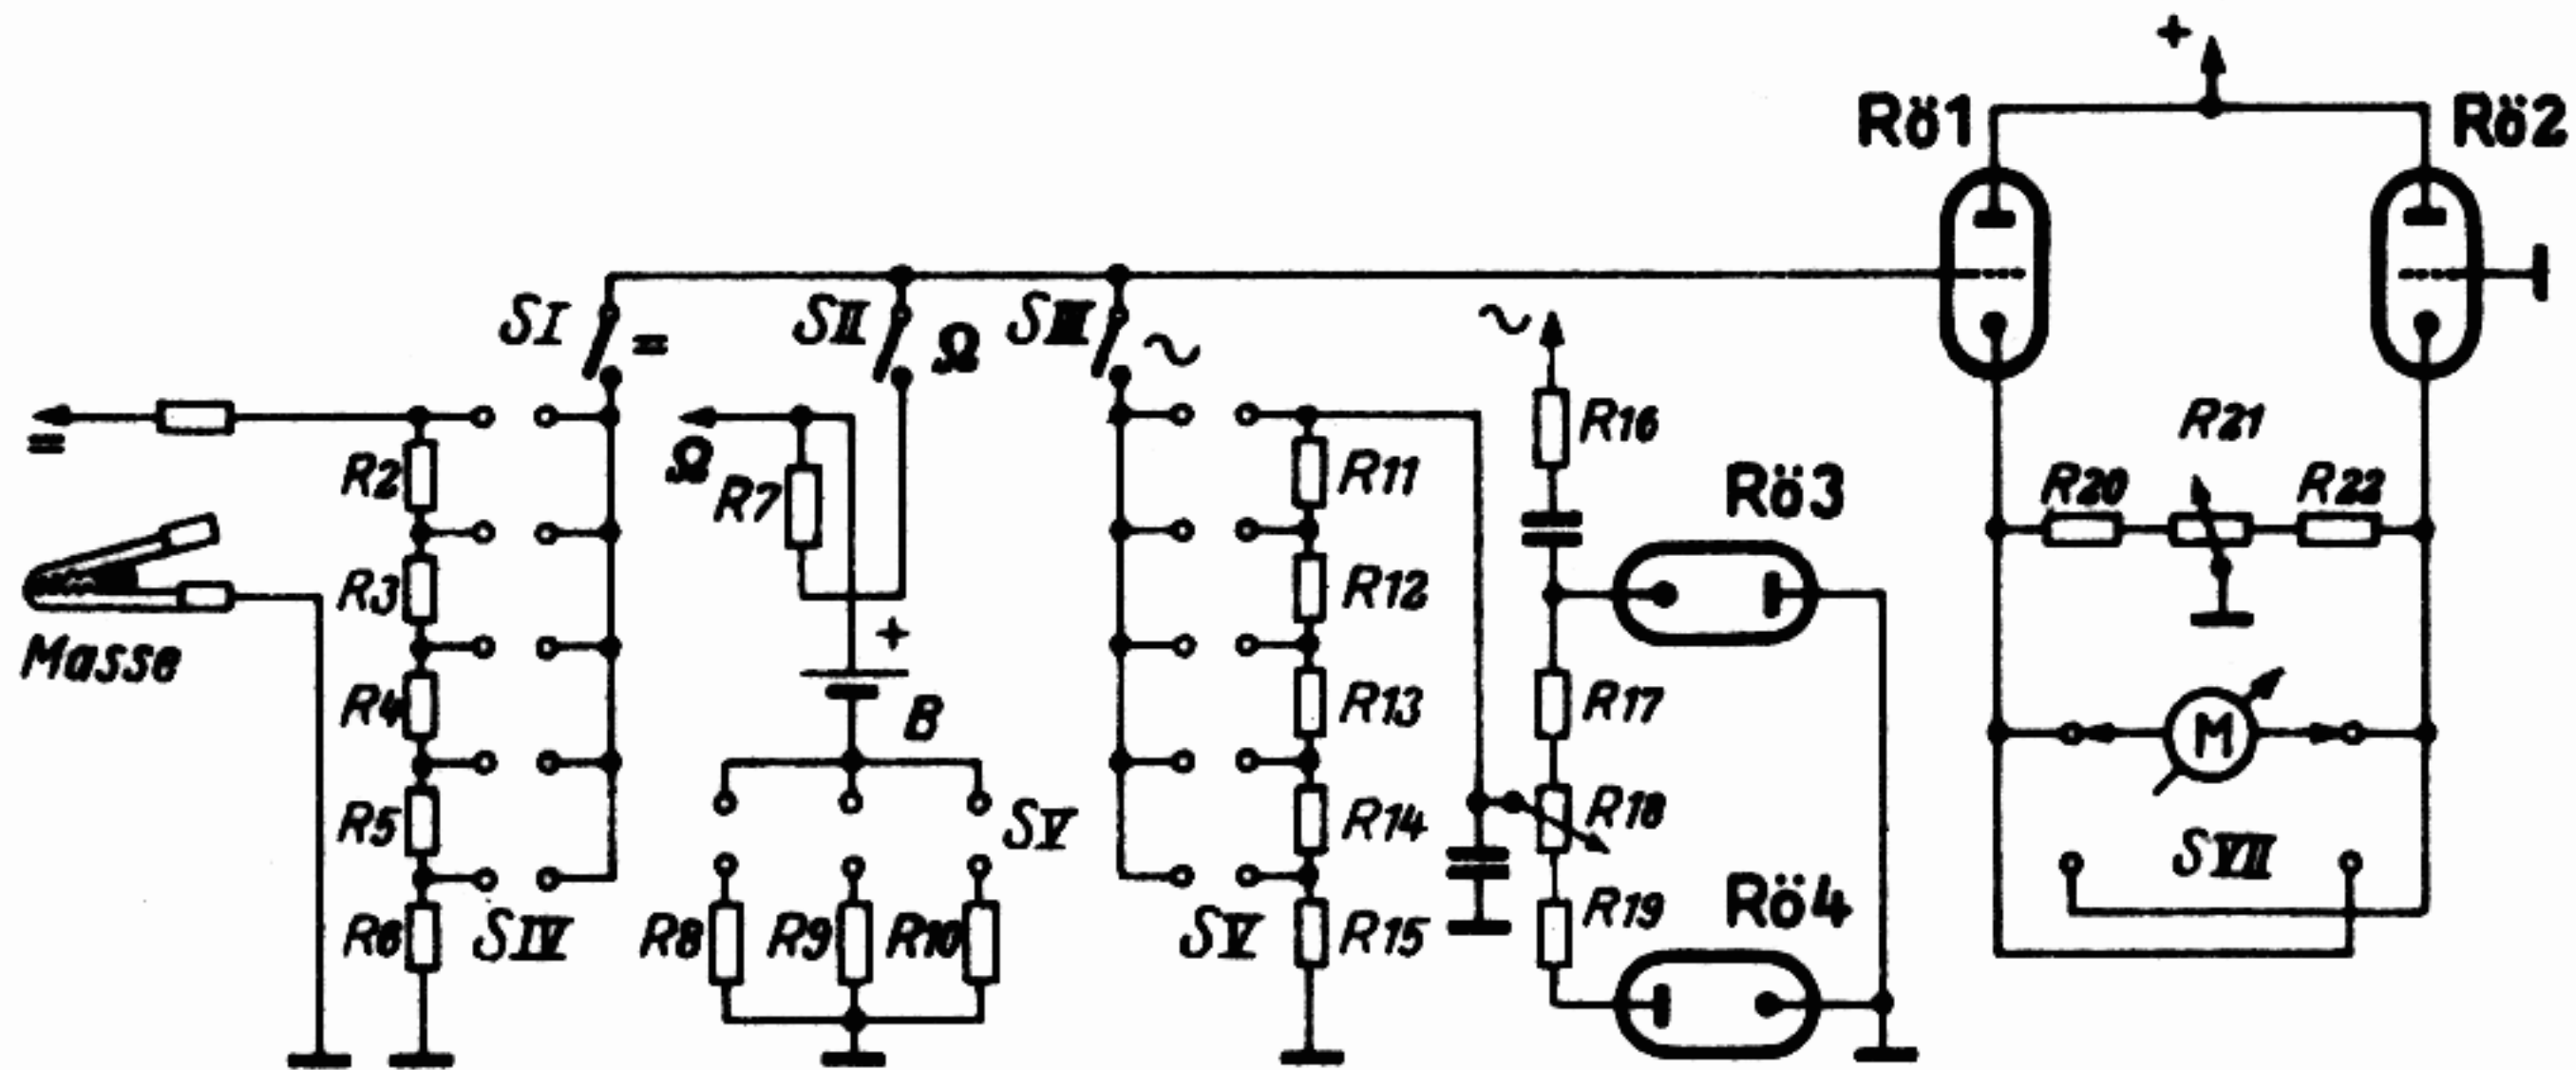 +
Rö1
Rö2
SI
=
SII
Ω
SIII
~
~
R16
R21
=
Ω
R2
R7
R11
Rö3
R20
R22
R3
R12
Masse
+
R4
B
R13
R17
M
R5
SV
R14
R18
SVII
R6
SIV
R8
R9
R10
SV
R15
R19
Rö4